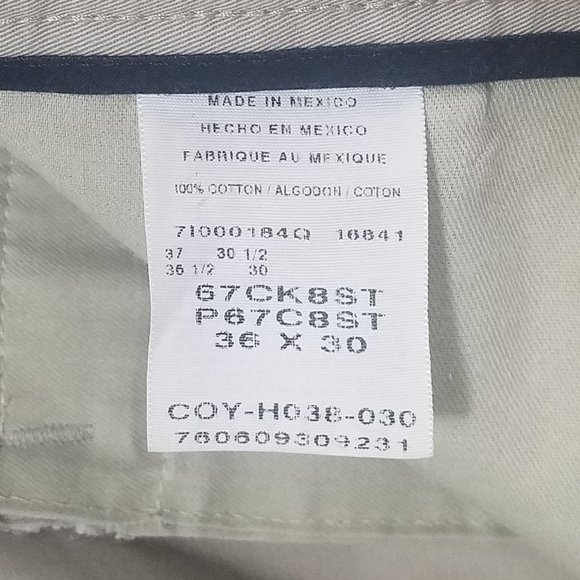 MADE IN MEXICO
HECHO EN MEXICO
FABRIQUE AU MEXIQUE
100% COTTON / ALGODON / COTON
7I000184Q 16841
37 30 1/2
36 1/2 30
67CK8ST
P67C8ST
36 X 30
COY-H038-030
760609309231